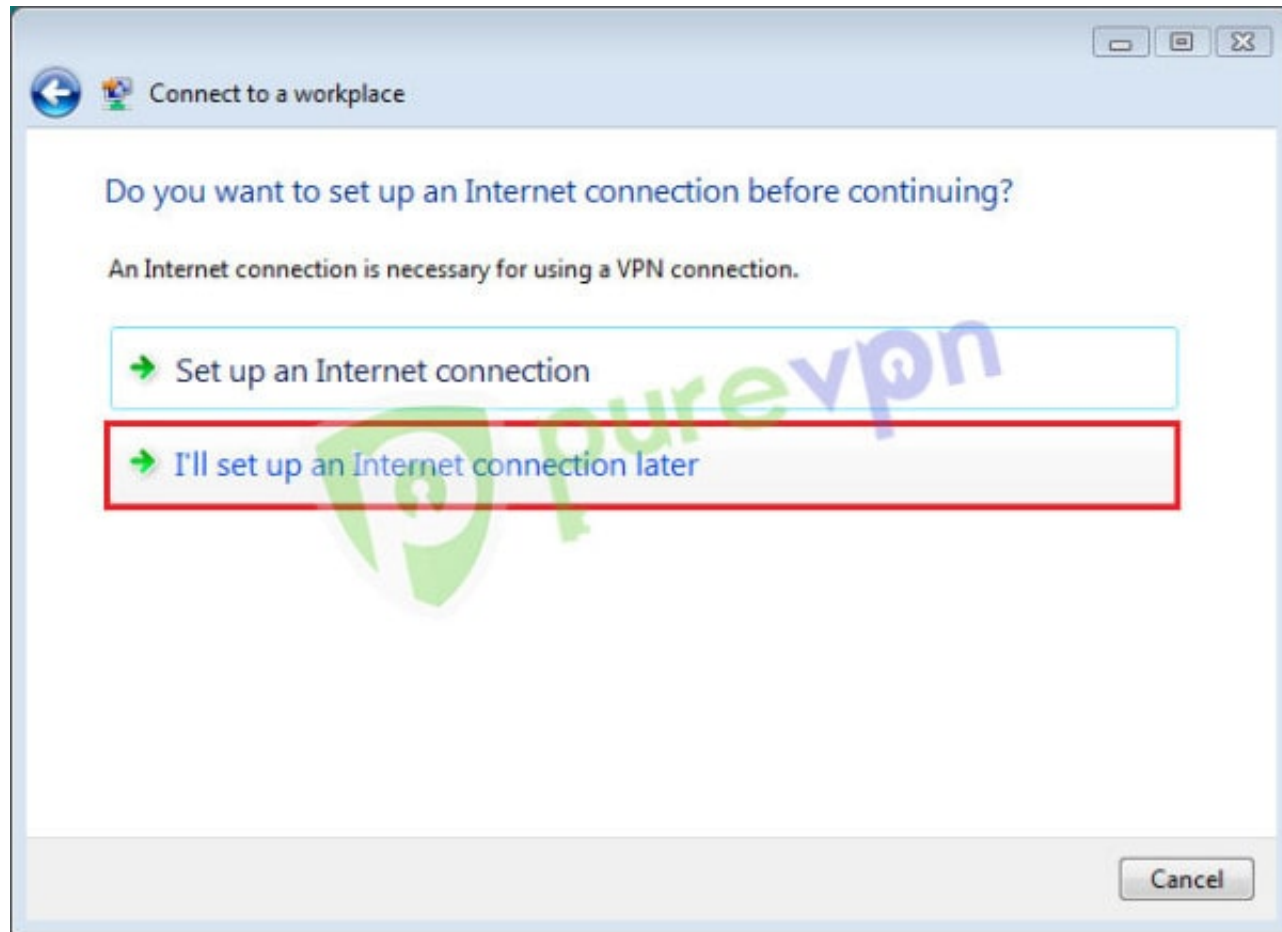 Connect to a workplace
Do you want to set up an Internet connection before continuing?
An Internet connection is necessary for using a VPN connection.
Set up an Internet connection
I'll set up an Internet connection later
purevpn
Cancel